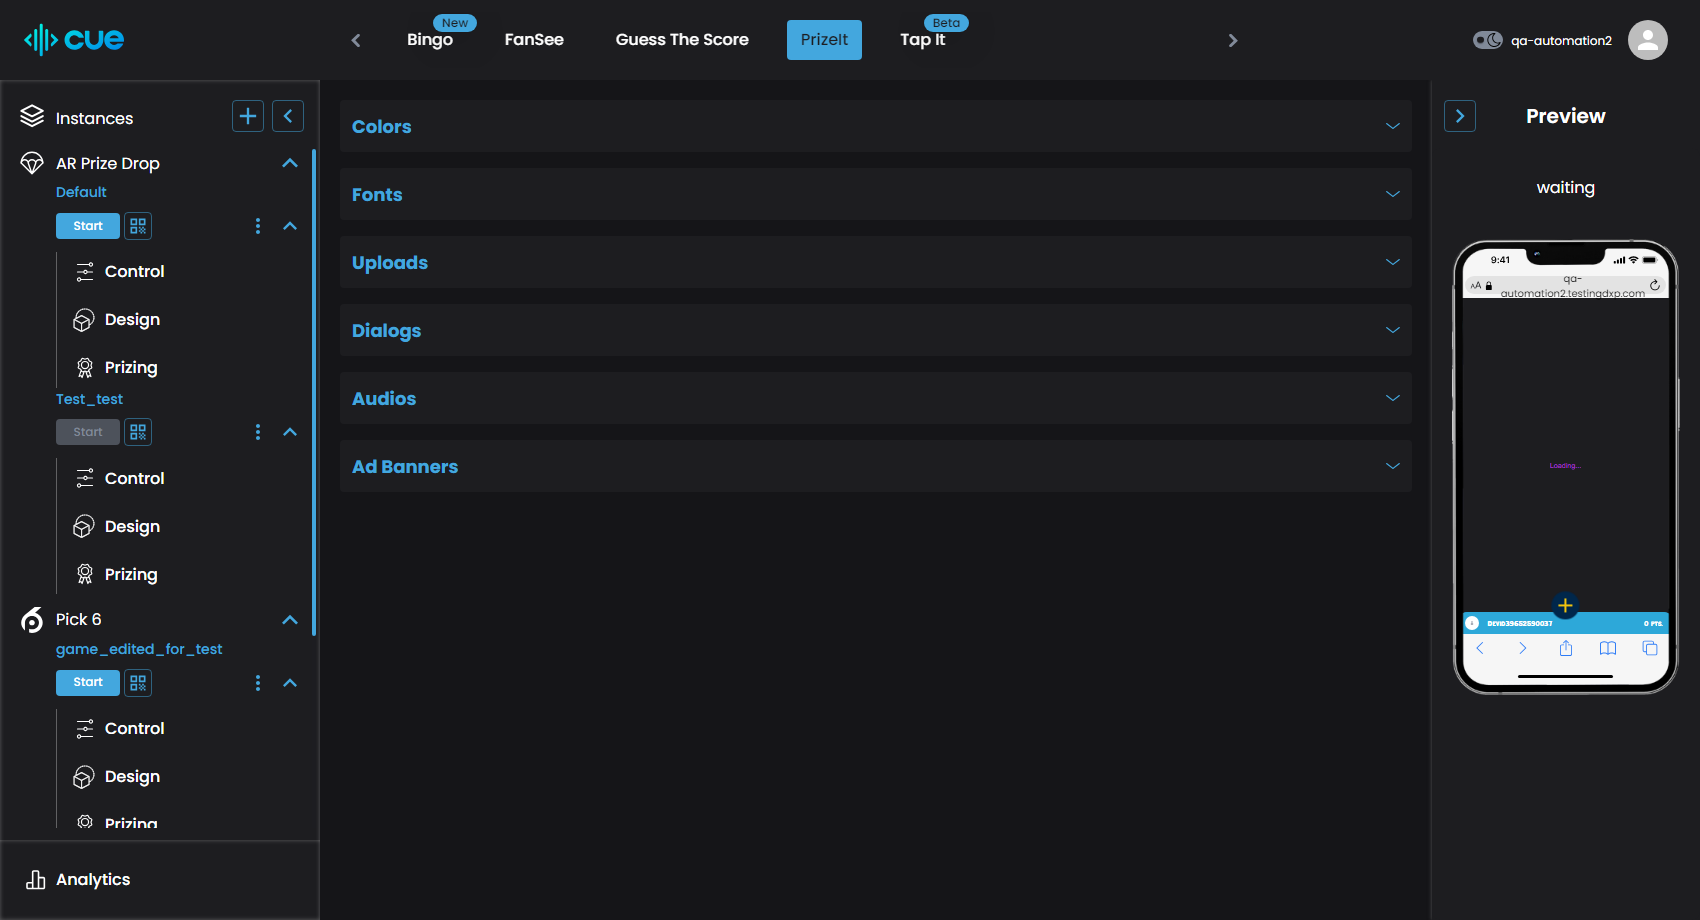 cue
Bingo
New
FanSee
Guess The Score
PrizeIt
Tap It
Beta
qa-automation2
Instances
AR Prize Drop
Default
Start
Control
Design
Prizing
Test_test
Start
Control
Design
Prizing
Pick 6
game_edited_for_test
Start
Control
Design
Prizing
Analytics
Colors
Fonts
Uploads
Dialogs
Audios
Ad Banners
Preview
waiting
9:41
AA
qa-
automation2.testingdxp.com
Loading...
0 PTS.